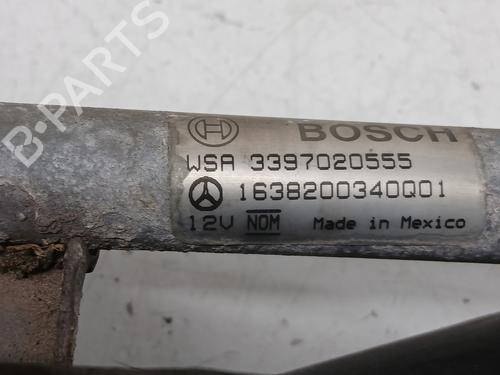 BOSCH
WSA 3397020555
1638200340Q01
12V NOM Made in Mexico
B-PARTS